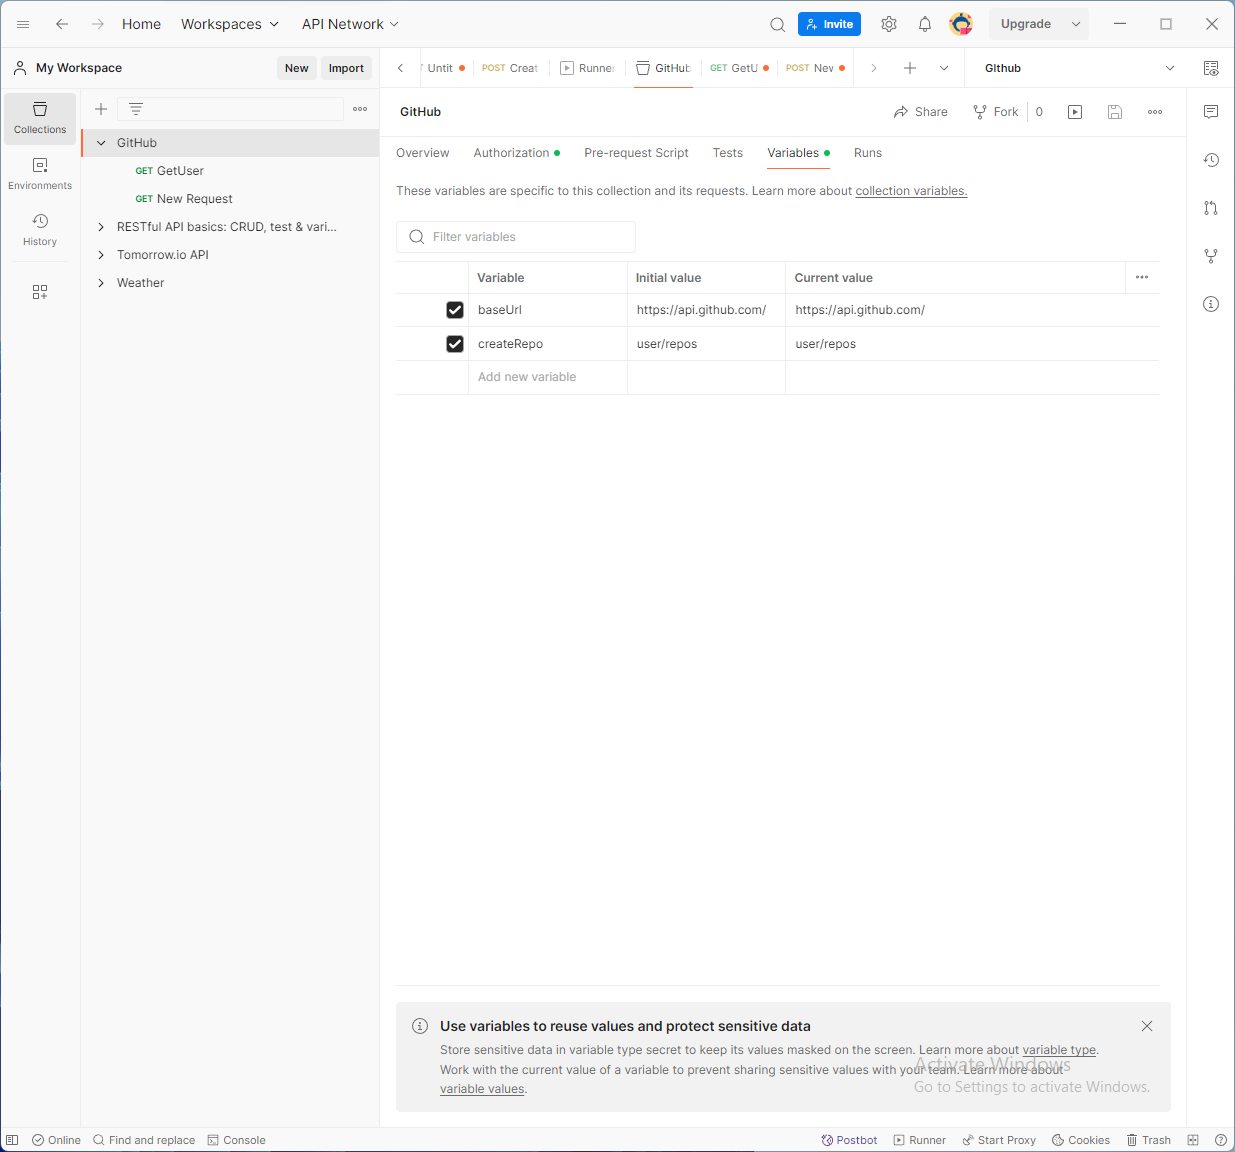 Home Workspaces API Network Invite Upgrade
My Workspace New Import Untit POST Creat Runne GitHub GET GetU POST New GIthub
Collections
Environments
History
GitHub
GET GetUser
GET New Request
RESTful API basics: CRUD, test & vari...
Tomorrow.io API
Weather
GitHub Share Fork 0
Overview Authorization Pre-request Script Tests Variables Runs
These variables are specific to this collection and its requests. Learn more about collection variables.
Filter variables
Variable Initial value Current value
baseUrl https://api.github.com/ https://api.github.com/
createRepo user/repos user/repos
Add new variable
Use variables to reuse values and protect sensitive data
Store sensitive data in variable type secret to keep its values masked on the screen. Learn more about variable type.
Work with the current value of a variable to prevent sharing sensitive values with your team. Learn more about
variable values.
Activate Windows
Go to Settings to activate Windows.
Online Find and replace Console Postbot Runner Start Proxy Cookies Trash